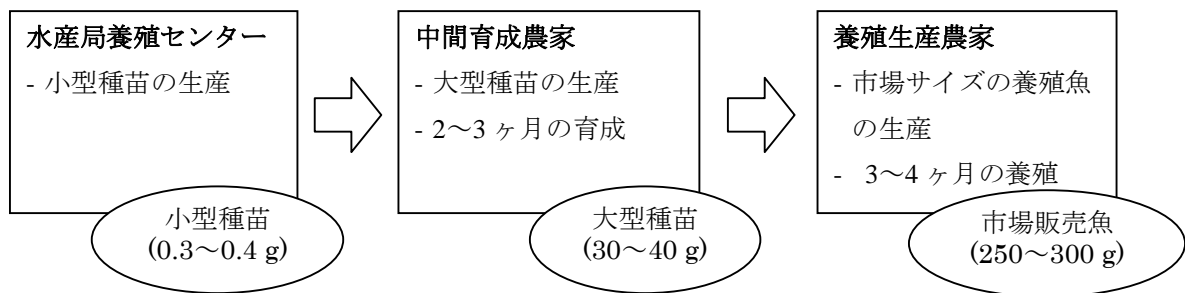 水産局養殖センター
- 小型種苗の生産
小型種苗
(0.3～0.4 g)
中間育成農家
- 大型種苗の生産
- 2～3 ヶ月の育成
大型種苗
(30～40 g)
養殖生産農家
- 市場サイズの養殖魚
の生産
- 3～4 ヶ月の養殖
市場販売魚
(250～300 g)